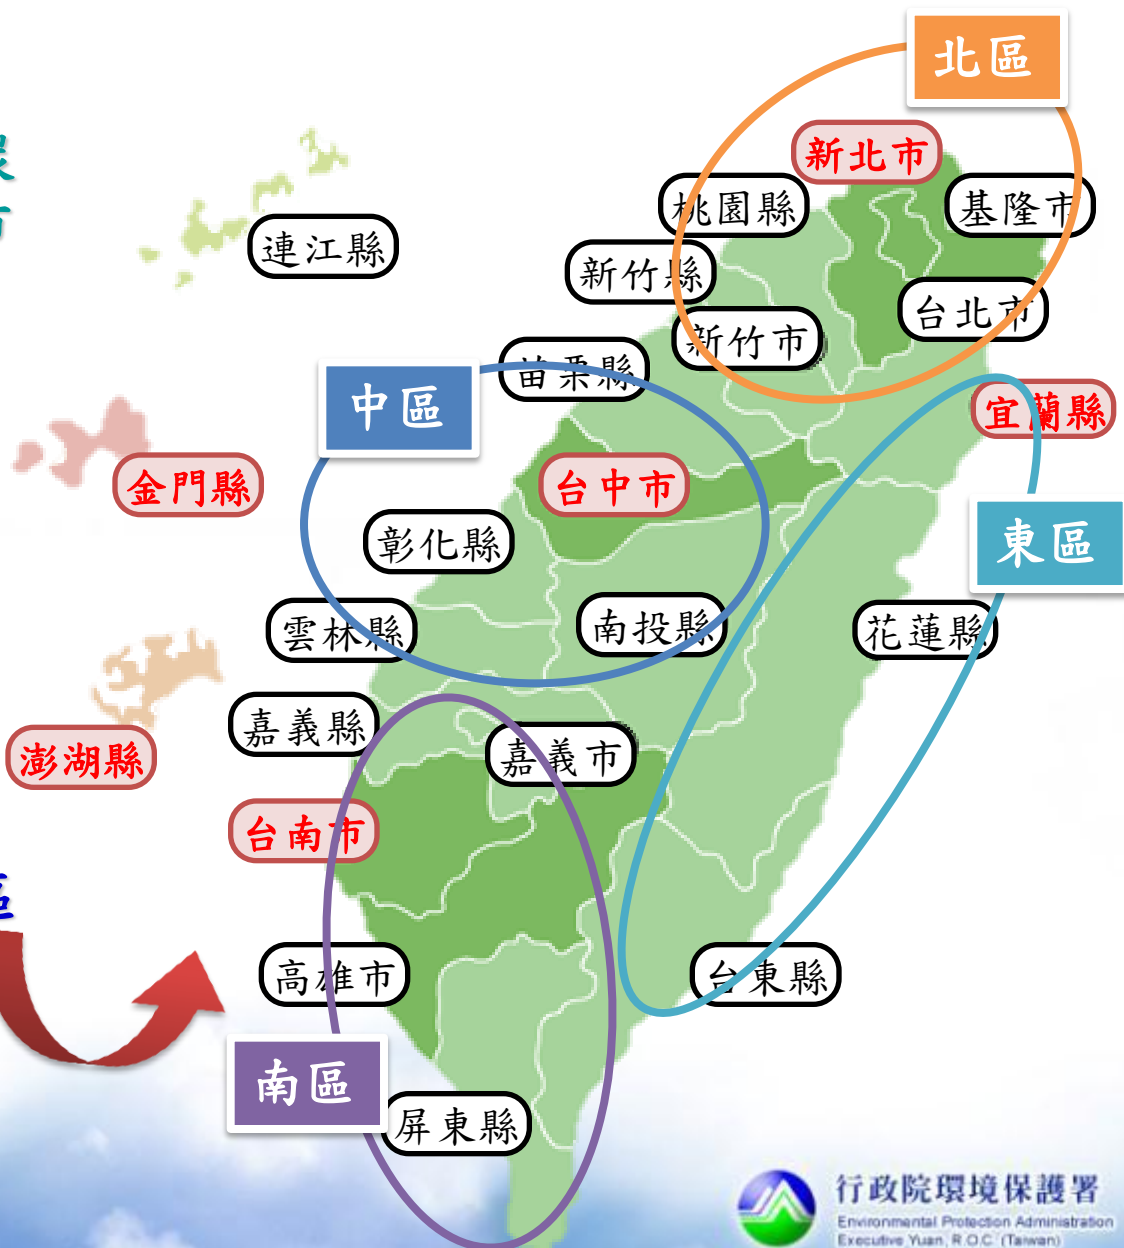 北區
新北市
桃園縣
基隆市
連江縣
新竹縣
台北市
新竹市
苗栗縣
中區
宜蘭縣
金門縣
台中市
彰化縣
東區
雲林縣
南投縣
花蓮縣
嘉義縣
嘉義市
澎湖縣
台南市
區
高雄市
台東縣
南區
屏東縣
行政院環境保護署
Environmental Protection Administration
Executive Yuan, R.O.C. (Taiwan)